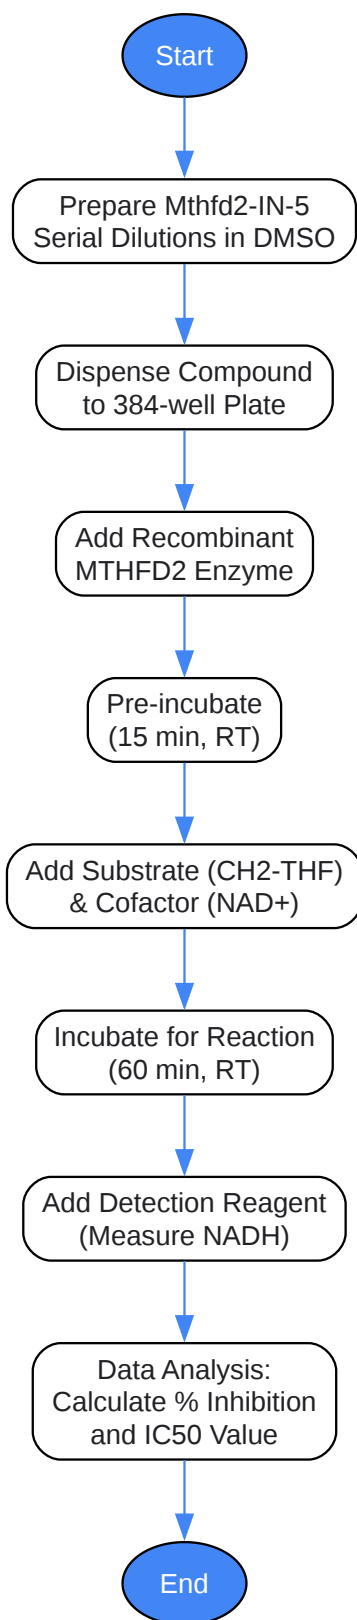 Start
Prepare Mthfd2-IN-5
Serial Dilutions in DMSO
Dispense Compound
to 384-well Plate
Add Recombinant
MTHFD2 Enzyme
Pre-incubate
(15 min, RT)
Add Substrate (CH2-THF)
& Cofactor (NAD+)
Incubate for Reaction
(60 min, RT)
Add Detection Reagent
(Measure NADH)
Data Analysis:
Calculate % Inhibition
and IC50 Value
End